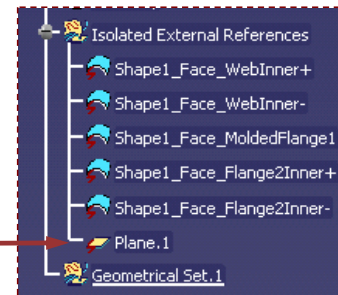 Isolated External References
Shape1_Face_WebInner+
Shape1_Face_WebInner-
Shape1_Face_MoldedFlange1
Shape1_Face_Flange2Inner+
Shape1_Face_Flange2Inner-
Plane.1
Geometrical Set.1